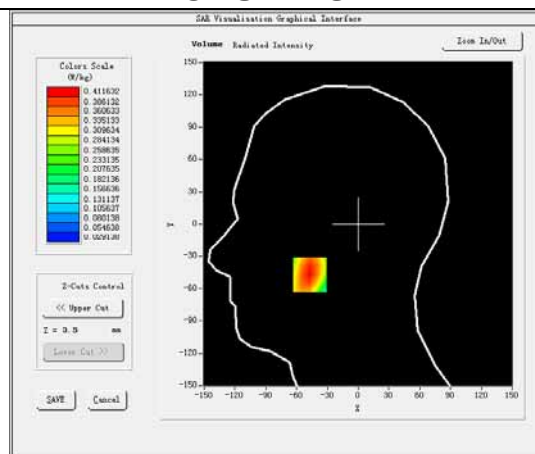 SAR Visualisation Graphical Interface
Volume Radiated Intensity
Zoom In/Out
Colors Scale
(W/kg)
0.411632
0.386132
0.360633
0.335133
0.309634
0.284134
0.258635
0.233135
0.207635
0.182136
0.156636
0.131137
0.105637
0.080138
0.054638
0.029138
Z-Cuts Control
<< Upper Cut
Z = 3.5 mm
Lower Cut >>
SAVE
Cancel
150
120
90
60
30
0
-30
-60
-90
-120
-150
Y
-150 -120 -90 -60 -30 0 30 60 90 120 150
X